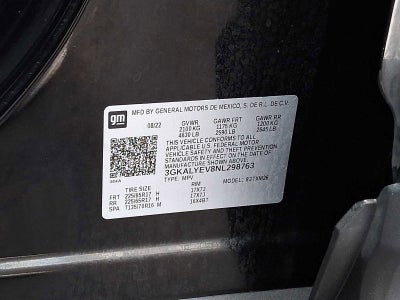 gm
MFD BY GENERAL MOTORS DE MEXICO, S. DE R.L. DE C.V.
08/22 GVWR GAWR FRT GAWR RR
2100 KG 1175 KG 1200 KG
4630 LB 2590 LB 2645 LB
THIS VEHICLE CONFORMS TO ALL
APPLICABLE U.S. FEDERAL MOTOR VEHICLE
SAFETY AND THEFT PREVENTION
STANDARDS IN EFFECT ON THE DATE OF
MANUFACTURE SHOWN ABOVE.
3GKALYEV8NL298763
TYPE: MPV MODEL:
TIRE SIZE RIM
FRT 225/65R17 H 17X7J
RR 225/65R17 H 17X7J
SPA T135/70R16 M 16X4BT